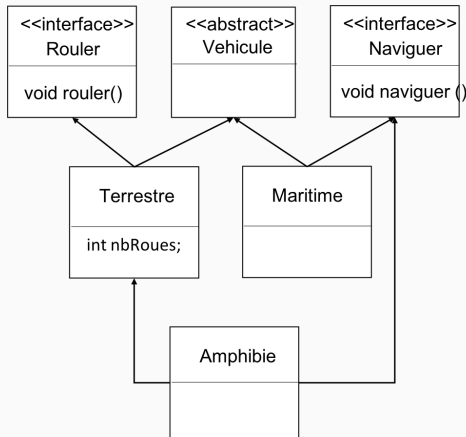 <<interface>>
Rouler
void rouler()
<<abstract>>
Vehicule
<<interface>>
Naviguer
void naviguer ()
Terrestre
int nbRoues;
Maritime
Amphibie